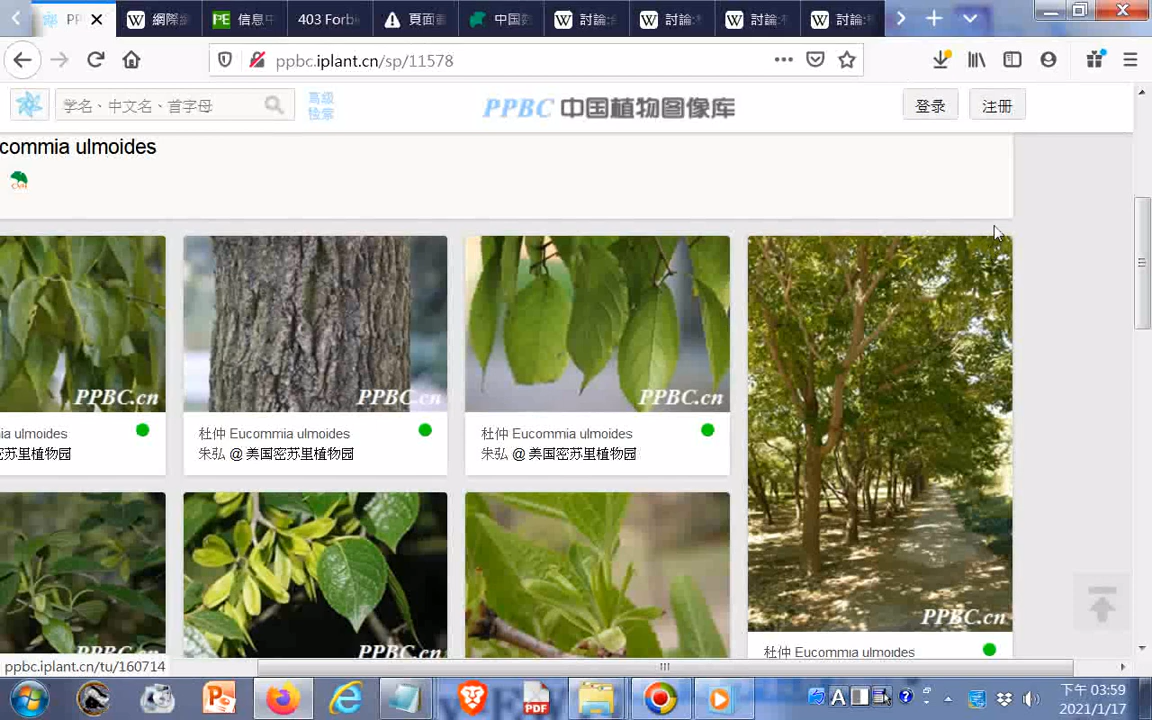 PP
網際
信息中
403 Forbi
頁面
中国
討論:
討論:
討論:
討論:
ppbc.iplant.cn/sp/11578
学名、中文名、首字母
高级
检索
PPBC 中国植物图像库
登录
注册
commia ulmoides
PPBC.cn
PPBC.cn
PPBC.cn
ia ulmoides
杜仲 Eucommia ulmoides
杜仲 Eucommia ulmoides
苏里植物园
朱弘 @ 美国密苏里植物园
朱弘 @ 美国密苏里植物园
PPBC.cn
PPBC.cn
PPBC.cn
杜仲 Eucommia ulmoides
ppbc.iplant.cn/tu/160714
PDF
A
下午 03:59
2021/1/17